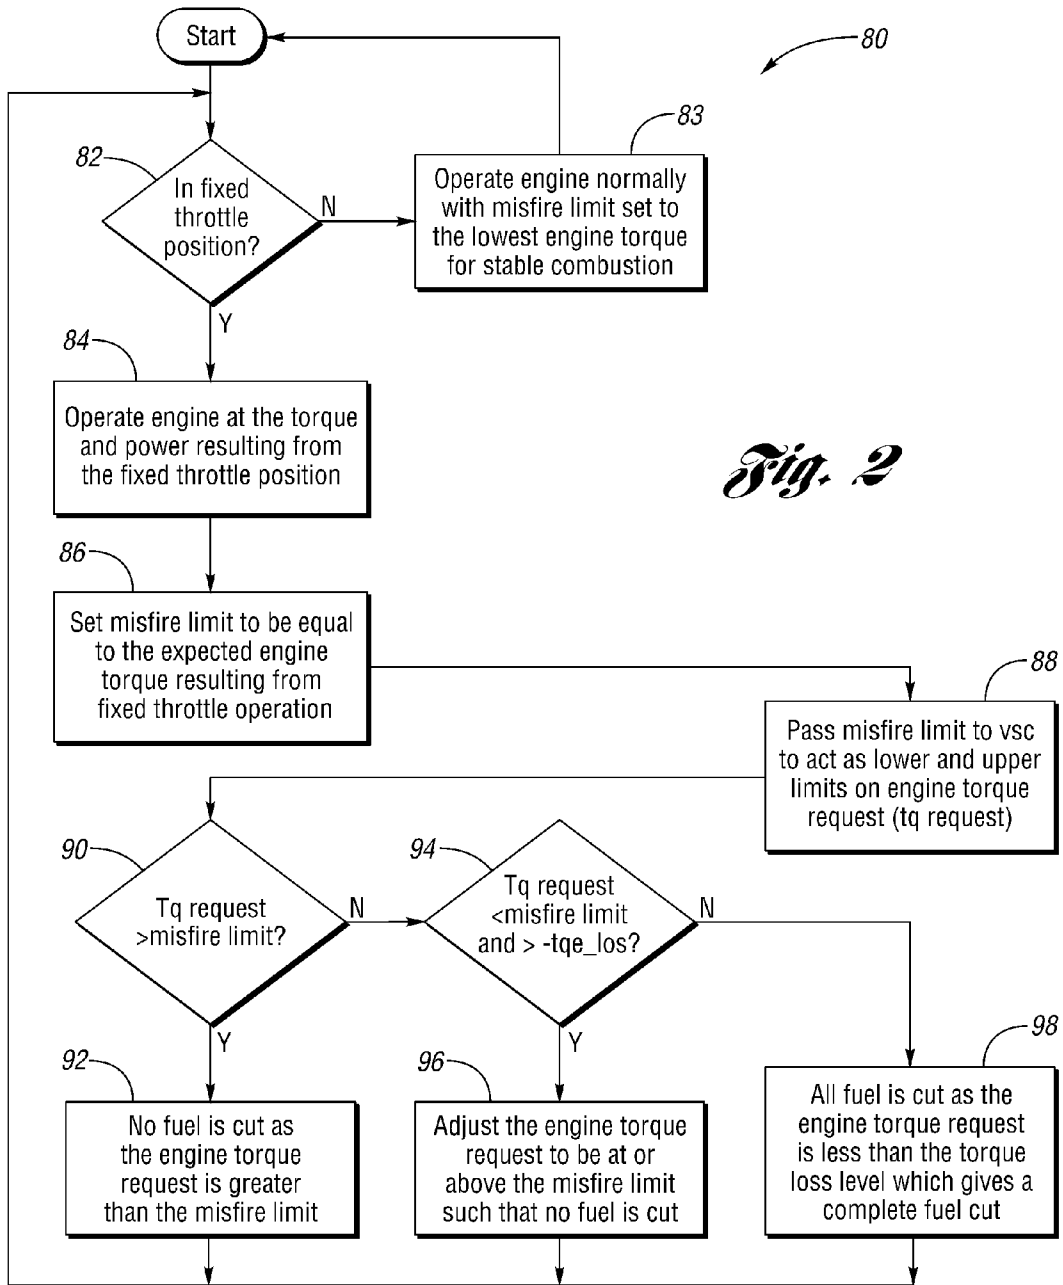 Start
80
82
In fixed
throttle
position?
N
Y
83
Operate engine normally
with misfire limit set to
the lowest engine torque
for stable combustion
84
Operate engine at the torque
and power resulting from
the fixed throttle position
Fig. 2
86
Set misfire limit to be equal
to the expected engine
torque resulting from
fixed throttle operation
88
Pass misfire limit to vsc
to act as lower and upper
limits on engine torque
request (tq request)
90
Tq request
>misfire limit?
N
Y
94
Tq request
<misfire limit
and > -tqe_los?
N
Y
92
No fuel is cut as
the engine torque
request is greater
than the misfire limit
96
Adjust the engine torque
request to be at or
above the misfire limit
such that no fuel is cut
98
All fuel is cut as the
engine torque request
is less than the torque
loss level which gives a
complete fuel cut